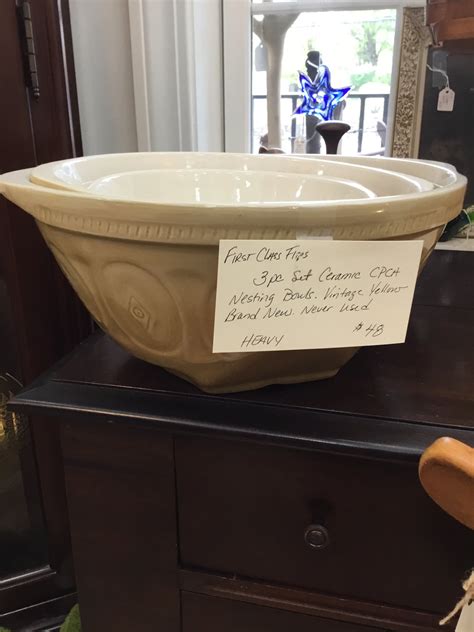 First Class Finds
3pc Set Ceramic CPCA
Nesting Bowls. Vintage Yellow
Brand New. Never Used
HEAVY $48